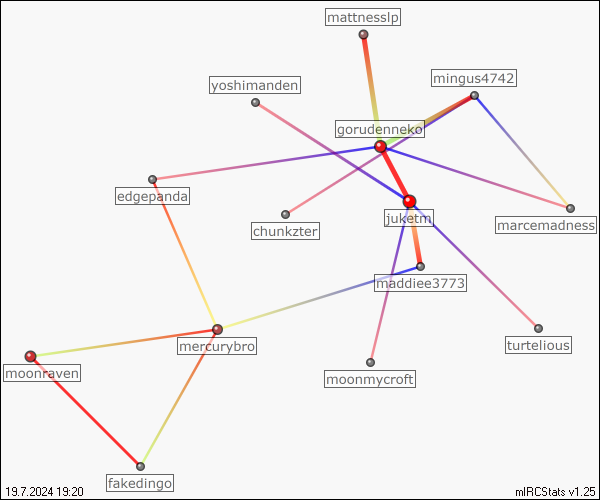 mattnesslp
mingus4742
yoshimanden
gorudenneko
edgepanda
juketm
marcemadness
chunkzter
maddiee3773
mercurybro
turtelious
moonraven
moonmycroft
fakedingo
19.7.2024 19:20
mIRCStats v1.25